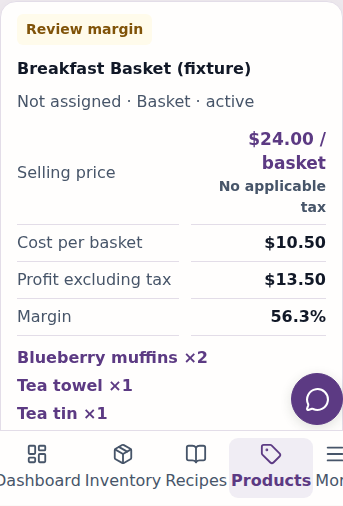 Review margin
Breakfast Basket (fixture)
Not assigned · Basket · active
Selling price
$24.00 /
basket
No applicable
tax
Cost per basket $10.50
Profit excluding tax $13.50
Margin 56.3%
Blueberry muffins ×2
Tea towel ×1
Tea tin ×1
Dashboard Inventory Recipes Products Mor